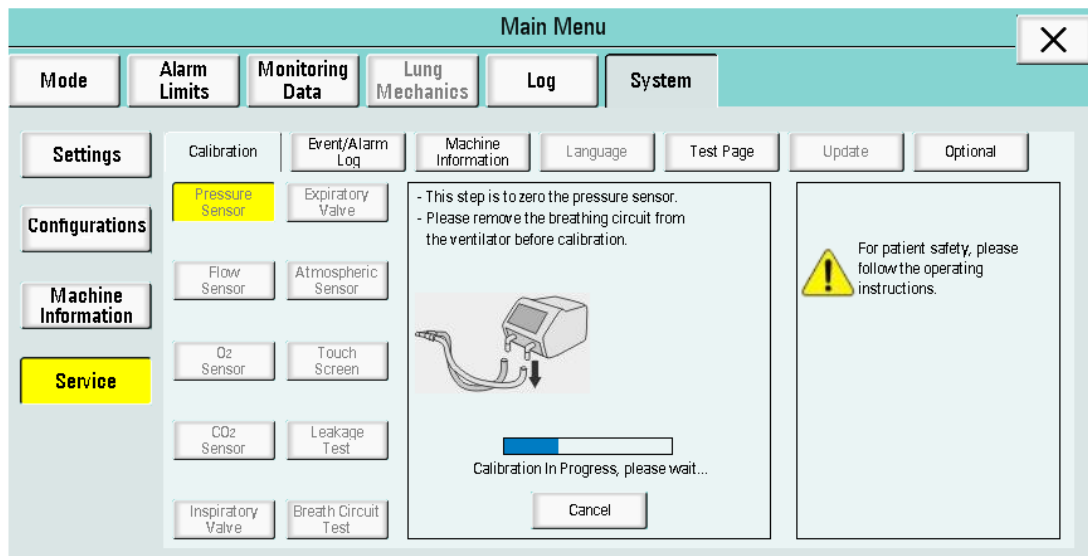 Main Menu
Mode
Alarm
Limits
Monitoring
Data
Lung
Mechanics
Log
System
Settings
Configurations
Machine
Information
Service
Calibration
Event/Alarm
Log
Machine
Information
Language
Test Page
Update
Optional
Pressure
Sensor
Expiratory
Valve
Flow
Sensor
Atmospheric
Sensor
O2
Sensor
Touch
Screen
CO2
Sensor
Leakage
Test
Inspiratory
Valve
Breath Circuit
Test
- This step is to zero the pressure sensor.
- Please remove the breathing circuit from
the ventilator before calibration.
Calibration In Progress, please wait...
Cancel
For patient safety, please
follow the operating
instructions.